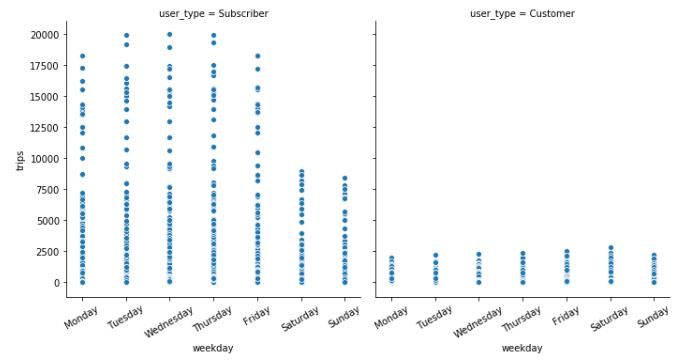 user_type = Subscriber
user_type = Customer
20000
17500
15000
12500
10000
7500
5000
2500
0
trips
Monday
Tuesday
Wednesday
Thursday
Friday
Saturday
Sunday
weekday
Monday
Tuesday
Wednesday
Thursday
Friday
Saturday
Sunday
weekday